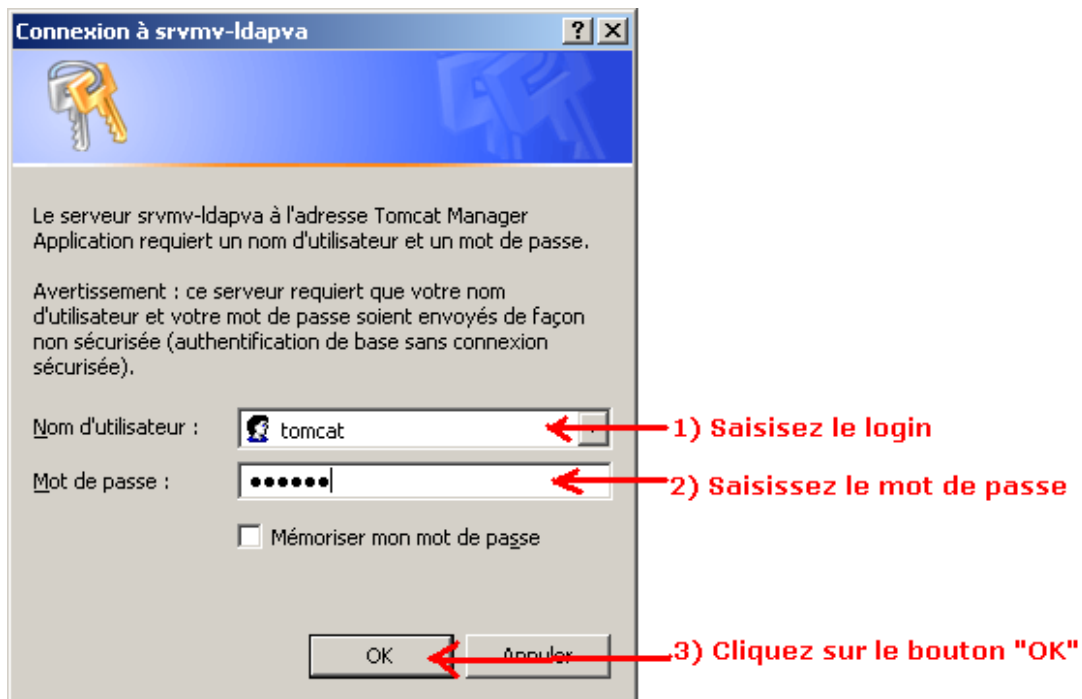 Connexion à srvmv-ldapva
Le serveur srvmv-ldapva à l'adresse Tomcat Manager
Application requiert un nom d'utilisateur et un mot de passe.
Avertissement : ce serveur requiert que votre nom
d'utilisateur et votre mot de passe soient envoyés de façon
non sécurisée (authentification de base sans connexion
sécurisée).
Nom d'utilisateur : tomcat 1) Saisisez le login
Mot de passe : •••••• 2) Saisissez le mot de passe
Mémoriser mon mot de passe
OK Annuler 3) Cliquez sur le bouton "OK"